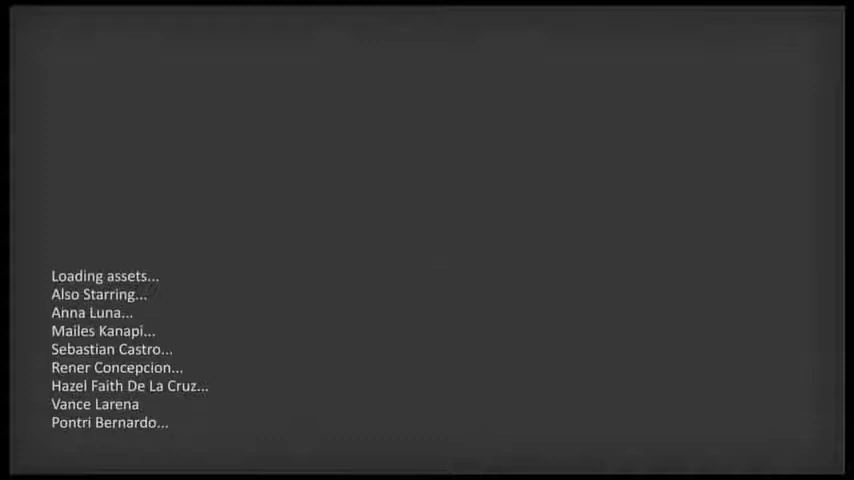 Loading assets...
Also Starring...
Anna Luna...
Mailes Kanapi...
Sebastian Castro...
Rener Concepcion...
Hazel Faith De La Cruz...
Vance Larena
Pontri Bernardo...